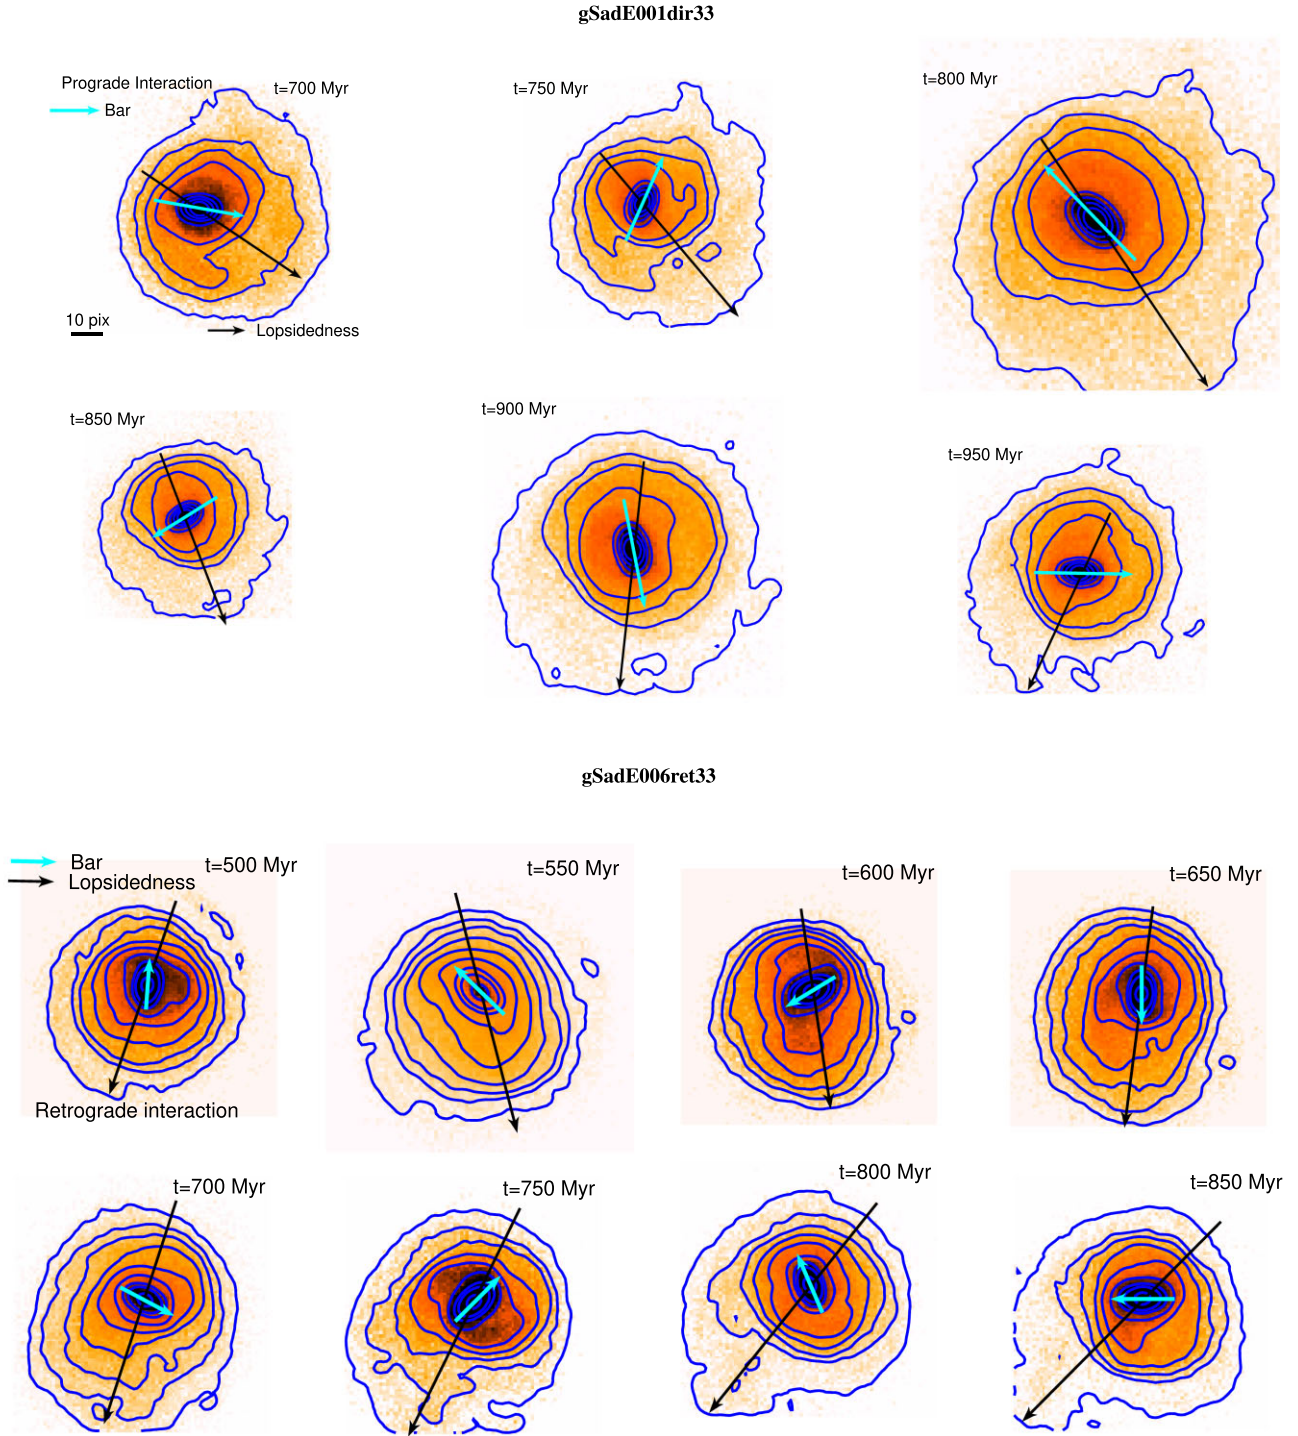 gSadE001dir33
Prograde Interaction
t=700 Myr
Bar
10 pix
Lopsidedness
t=750 Myr
t=800 Myr
t=850 Myr
t=900 Myr
t=950 Myr
gSadE006ret33
Bar
t=500 Myr
Lopsidedness
Retrograde interaction
t=550 Myr
t=600 Myr
t=650 Myr
t=700 Myr
t=750 Myr
t=800 Myr
t=850 Myr